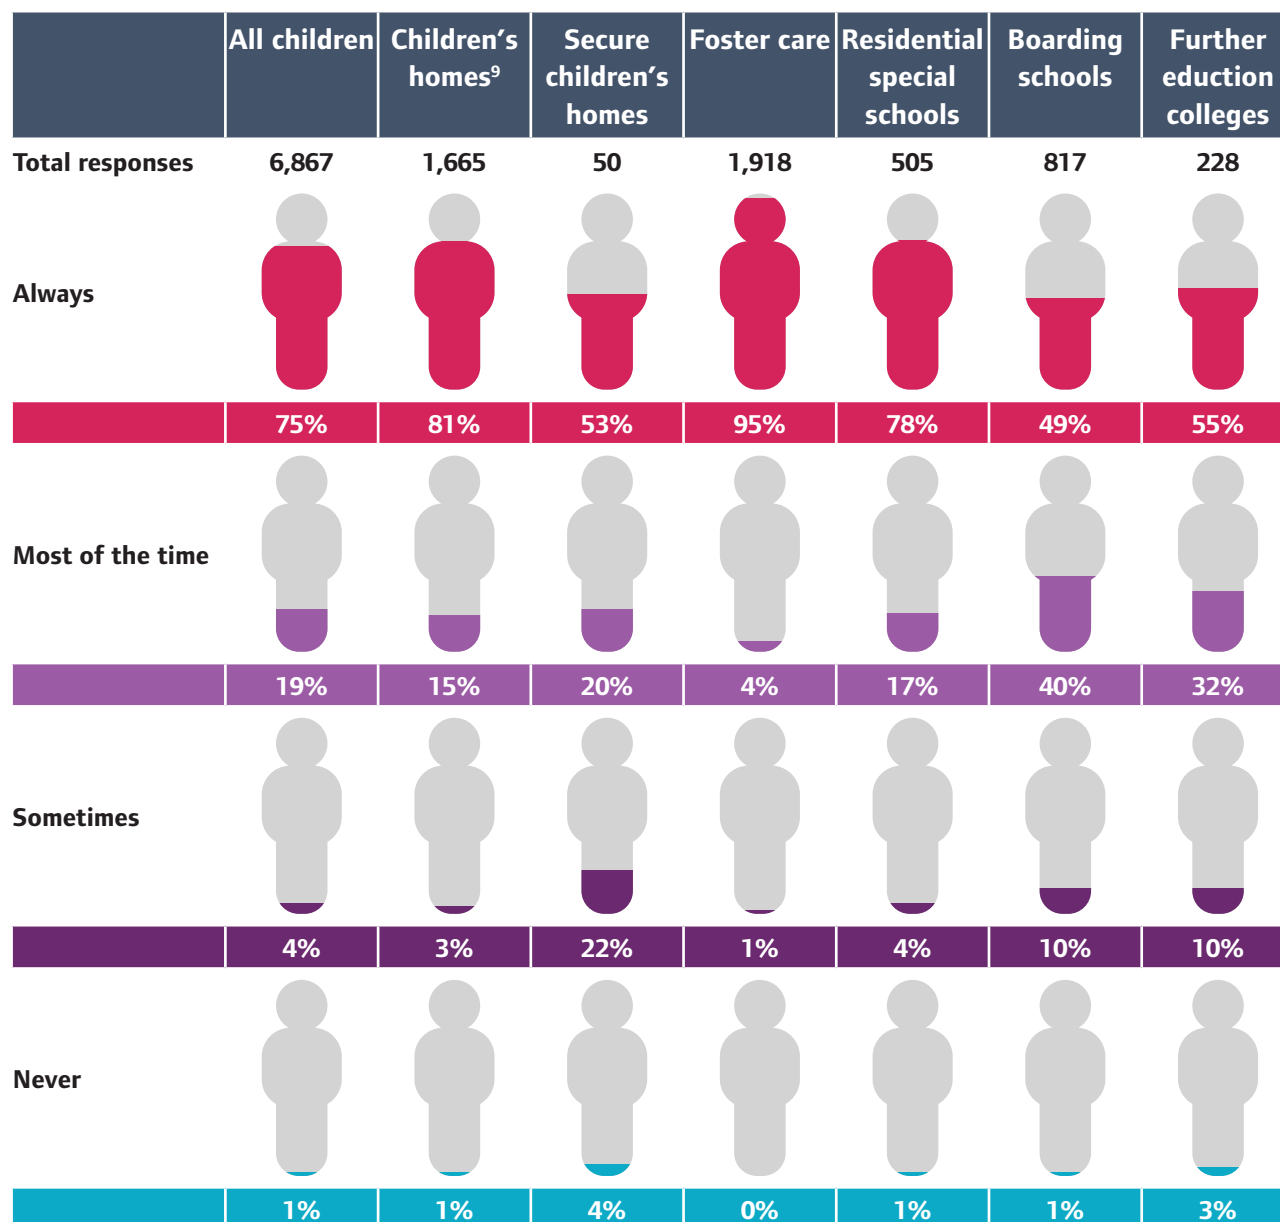 All children Children's Secure Foster care Residential Boarding Further
homes⁹ children's special schools eduction
homes schools colleges
Total responses 6,867 1,665 50 1,918 505 817 228
Always
75% 81% 53% 95% 78% 49% 55%
Most of the time
19% 15% 20% 4% 17% 40% 32%
Sometimes
4% 3% 22% 1% 4% 10% 10%
Never
1% 1% 4% 0% 1% 1% 3%